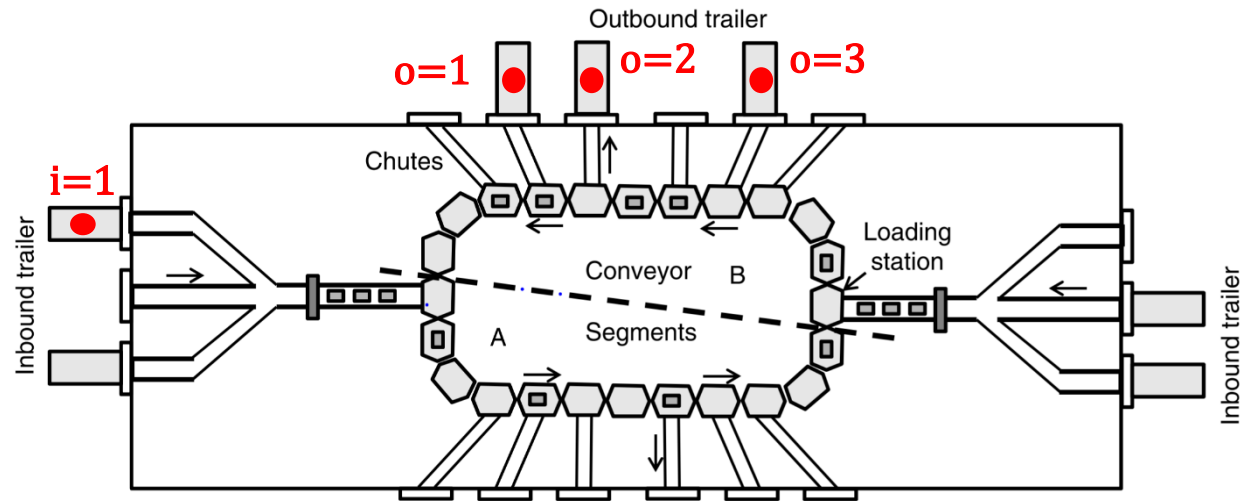 Outbound trailer
o=1
o=2
o=3
Chutes
i=1
Inbound trailer
Loading
station
Conveyor
B
A
Segments
Inbound trailer